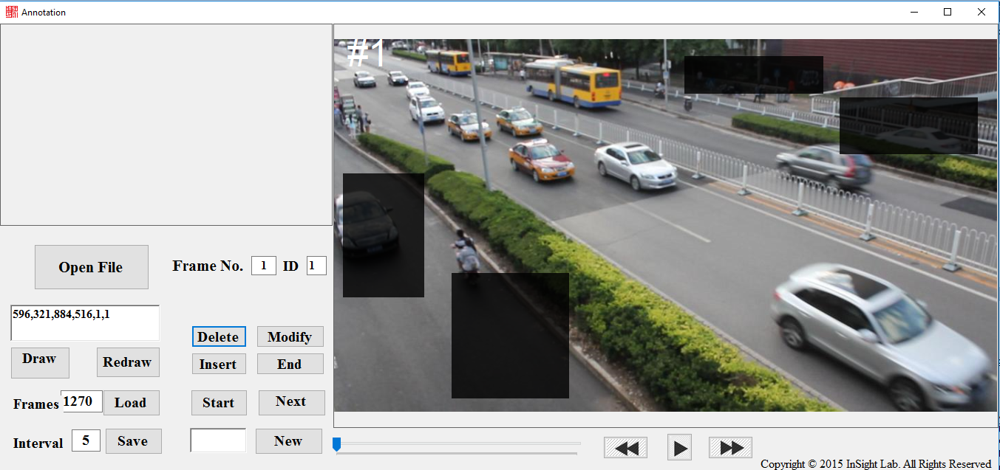 Annotation
#1
Open File
Frame No. 1 ID 1
596,321,884,516,1,1
Delete Modify
Draw Redraw
Insert End
Frames 1270 Load Start Next
Interval 5 Save New
Copyright © 2015 InSight Lab. All Rights Reserved